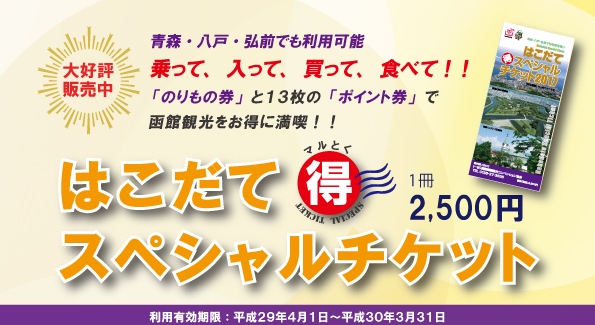 大好評
販売中
青森・八戸・弘前でも利用可能
乗って、入って、買って、食べて！！
「のりもの券」と13枚の「ポイント券」で
函館観光をお得に満喫！！
はこだて
マルとく
得
SPECIAL TICKET
スペシャルチケット
1冊
2,500円
はこだて
得スペシャル
チケット2017
利用有効期限：平成29年4月1日～平成30年3月31日